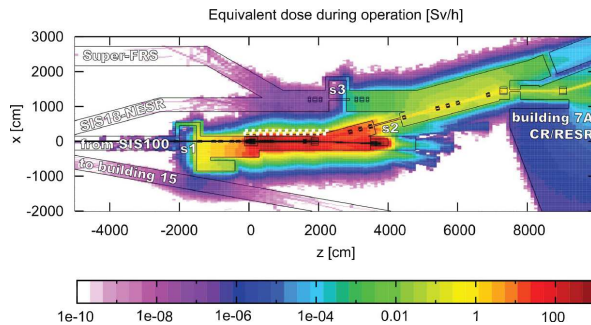 Equivalent dose during operation [Sv/h]
x [cm]
3000
2000
1000
0
-1000
-2000
Super-FRS
SIS18-NESR
from SIS100
to building 15
s1
s2
s3
building 7A
CR/RESR
-4000 -2000 0 2000 4000 6000 8000
z [cm]
1e-10 1e-08 1e-06 1e-04 0.01 1 100